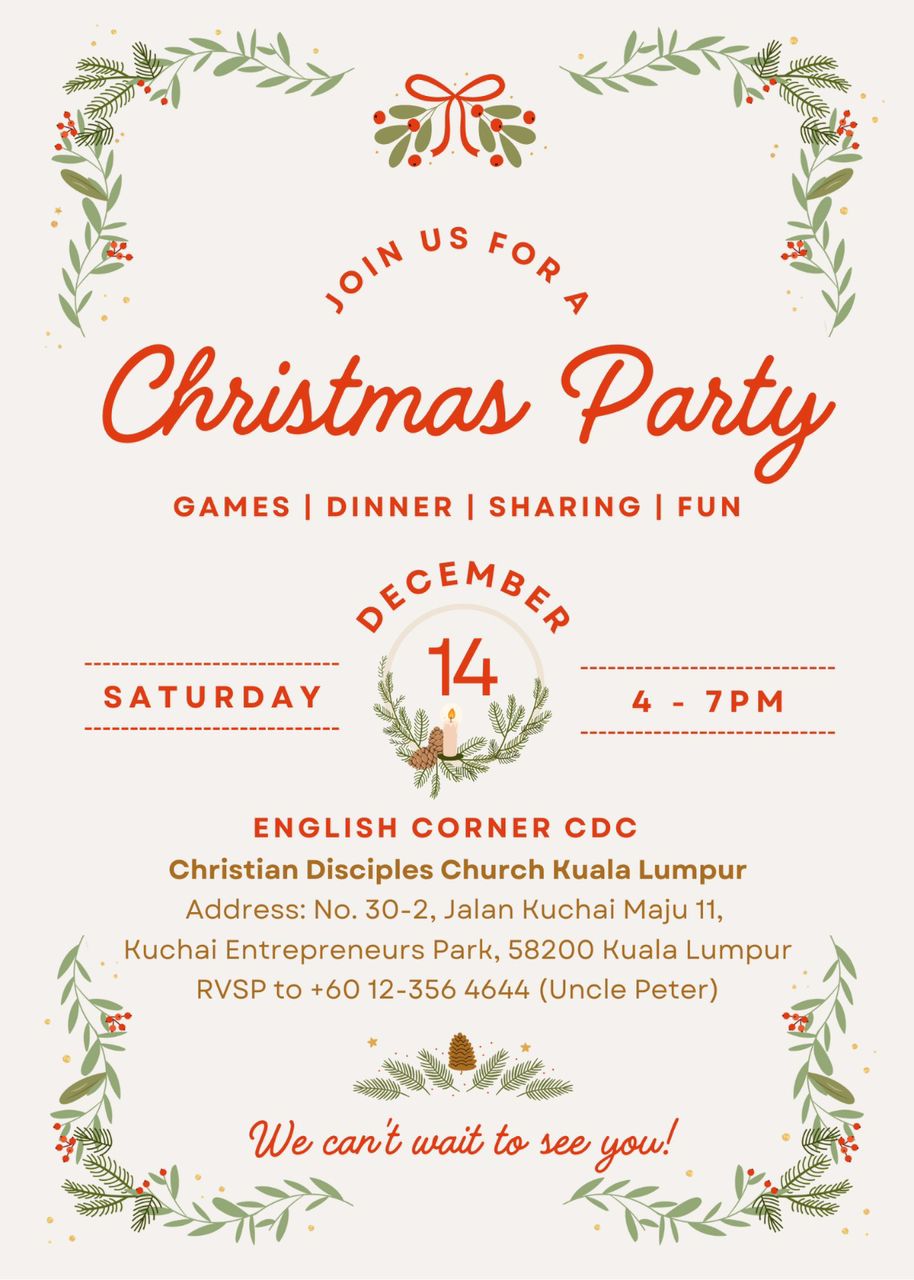 JOIN US FOR A
Christmas Party
GAMES | DINNER | SHARING | FUN
DECEMBER
14
SATURDAY
4 - 7PM
ENGLISH CORNER CDC
Christian Disciples Church Kuala Lumpur
Address: No. 30-2, Jalan Kuchai Maju 11,
Kuchai Entrepreneurs Park, 58200 Kuala Lumpur
RVSP to +60 12-356 4644 (Uncle Peter)
We can't wait to see you!